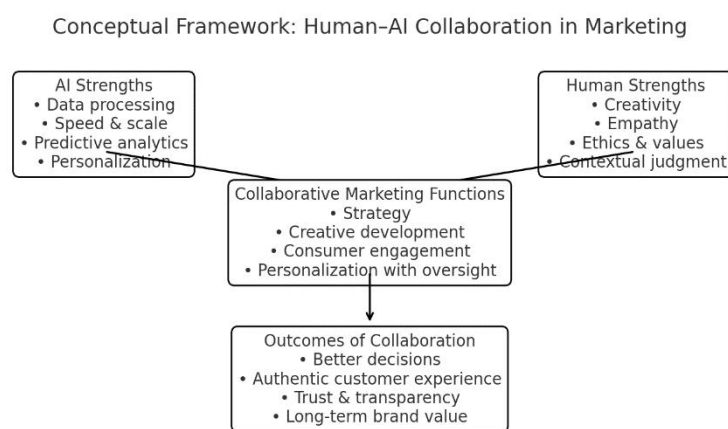 Conceptual Framework: Human–AI Collaboration in Marketing
AI Strengths
• Data processing
• Speed & scale
• Predictive analytics
• Personalization
Human Strengths
• Creativity
• Empathy
• Ethics & values
• Contextual judgment
Collaborative Marketing Functions
• Strategy
• Creative development
• Consumer engagement
• Personalization with oversight
Outcomes of Collaboration
• Better decisions
• Authentic customer experience
• Trust & transparency
• Long-term brand value